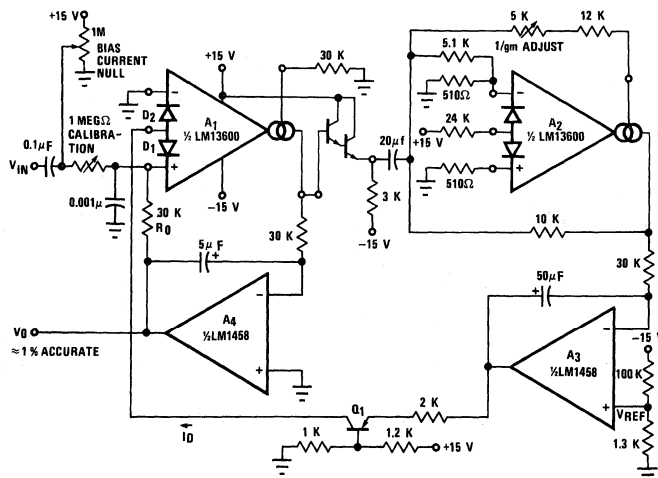 +15 V
1M
BIAS
CURRENT
NULL
+15 V
30 K
5 K
12 K
1/gm ADJUST
5.1 K
510Ω
24 K
+15 V
510Ω
1 MEGΩ
CALIBRA-
TION
D2
D1
−
+
A1
½ LM13600
−
+
A2
½ LM13600
0.1μF
VIN
0.001μ
30 K
RO
−15 V
20μf
3 K
−15 V
10 K
30 K
30 K
5μF
+
50μF
+
−
+
A4
½LM1458
−
+
A3
½LM1458
−15 V
100K
VREF
1.3 K
VO
≈1 % ACCURATE
Q1
2 K
ID
1 K
1.2 K
+15 V